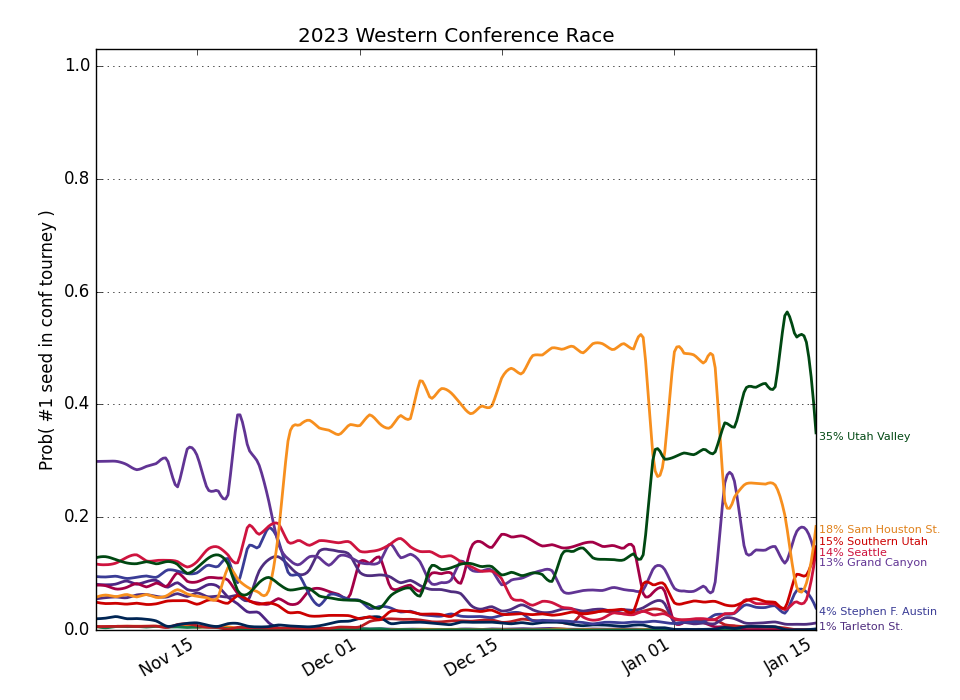 2023 Western Conference Race
Prob( #1 seed in conf tourney )
1.0
0.8
0.6
0.4
0.2
0.0
Nov 15
Dec 01
Dec 15
Jan 01
Jan 15
35% Utah Valley
18% Sam Houston St.
15% Southern Utah
14% Seattle
13% Grand Canyon
4% Stephen F. Austin
1% Tarleton St.